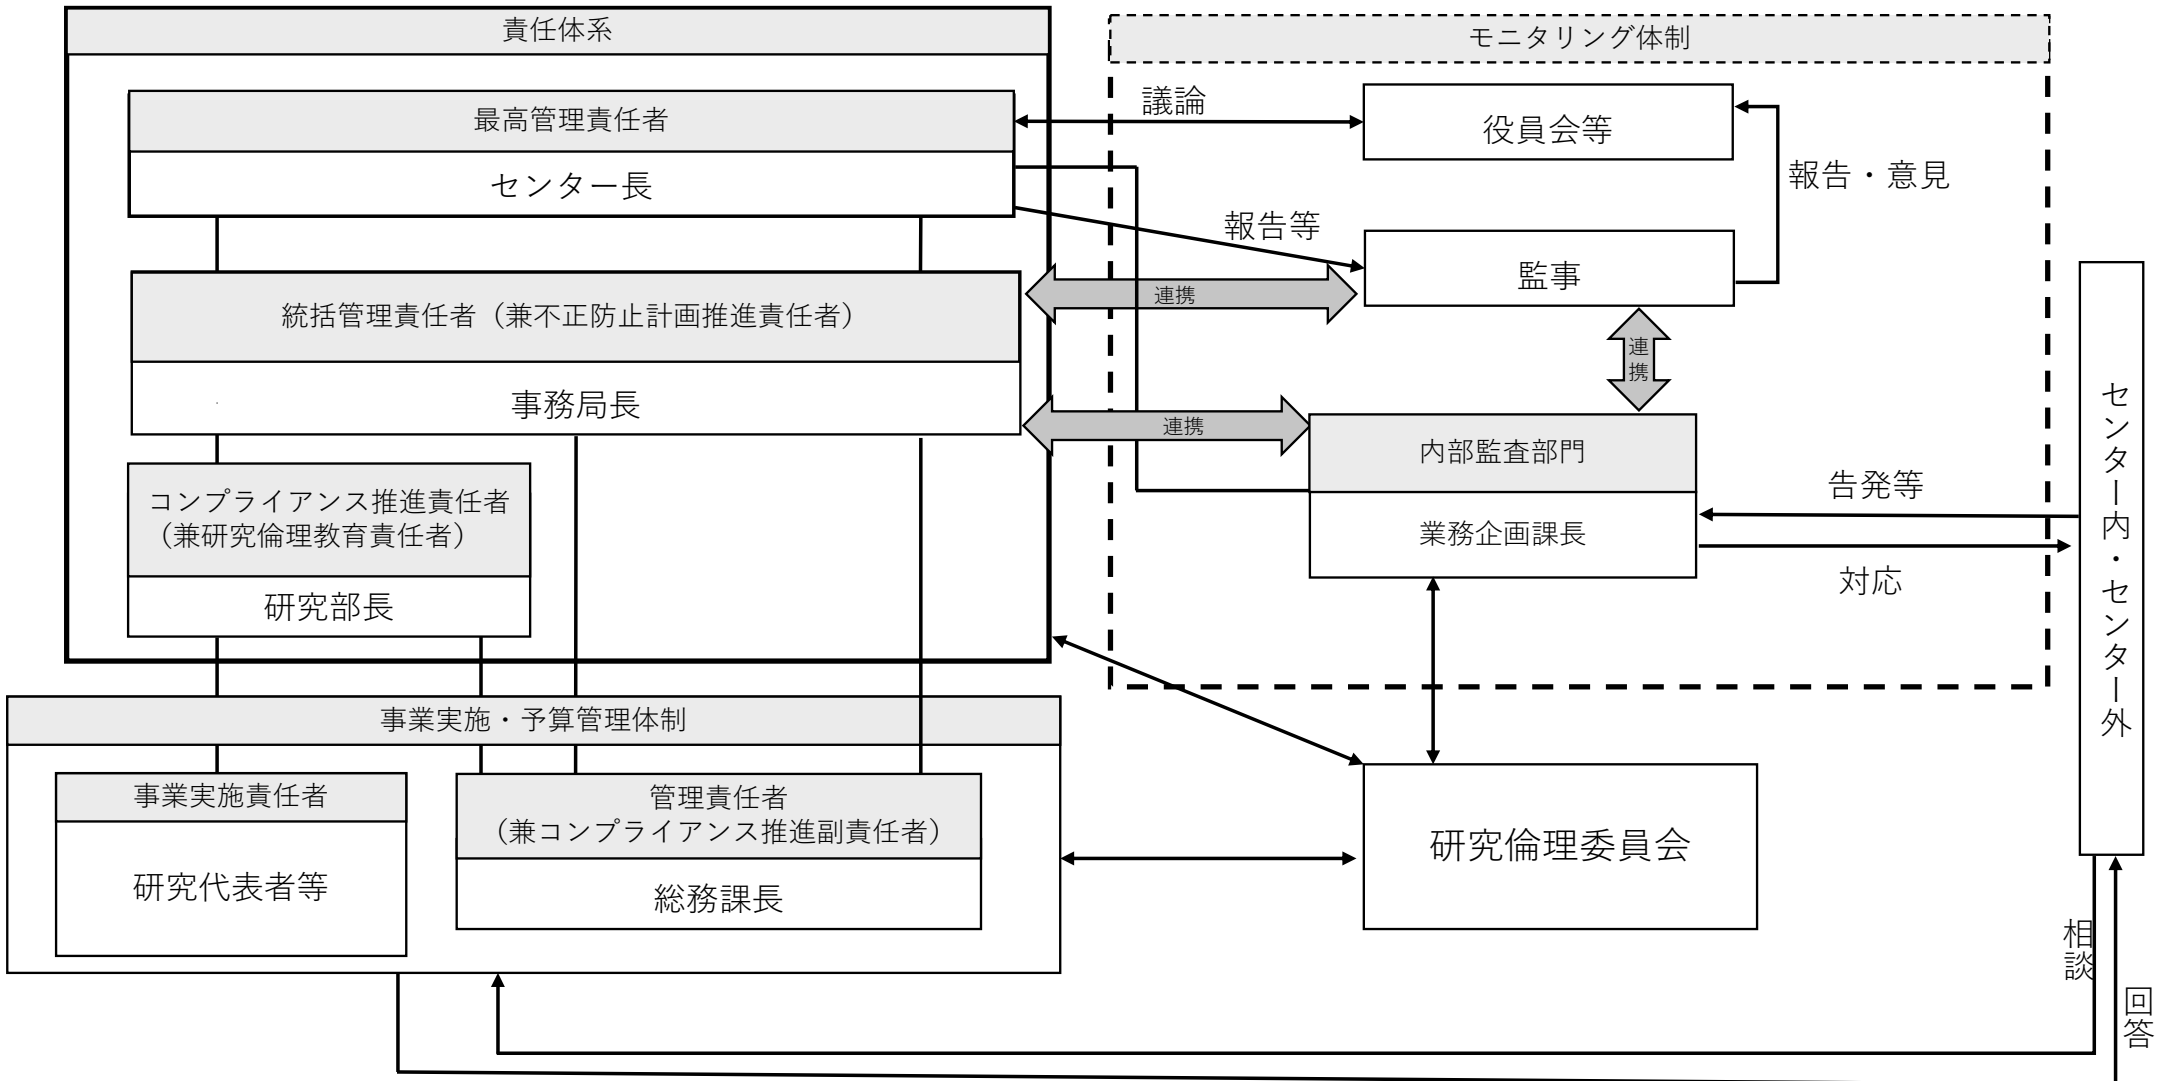 責任体系
モニタリング体制
最高管理責任者
センター長
議論
役員会等
報告・意見
報告等
監事
統括管理責任者（兼不正防止計画推進責任者）
事務局長
連携
連携
連携
内部監査部門
業務企画課長
告発等
対応
センター内・センター外
コンプライアンス推進責任者
（兼研究倫理教育責任者）
研究部長
事業実施・予算管理体制
事業実施責任者
研究代表者等
管理責任者
（兼コンプライアンス推進副責任者）
総務課長
研究倫理委員会
相談
回答